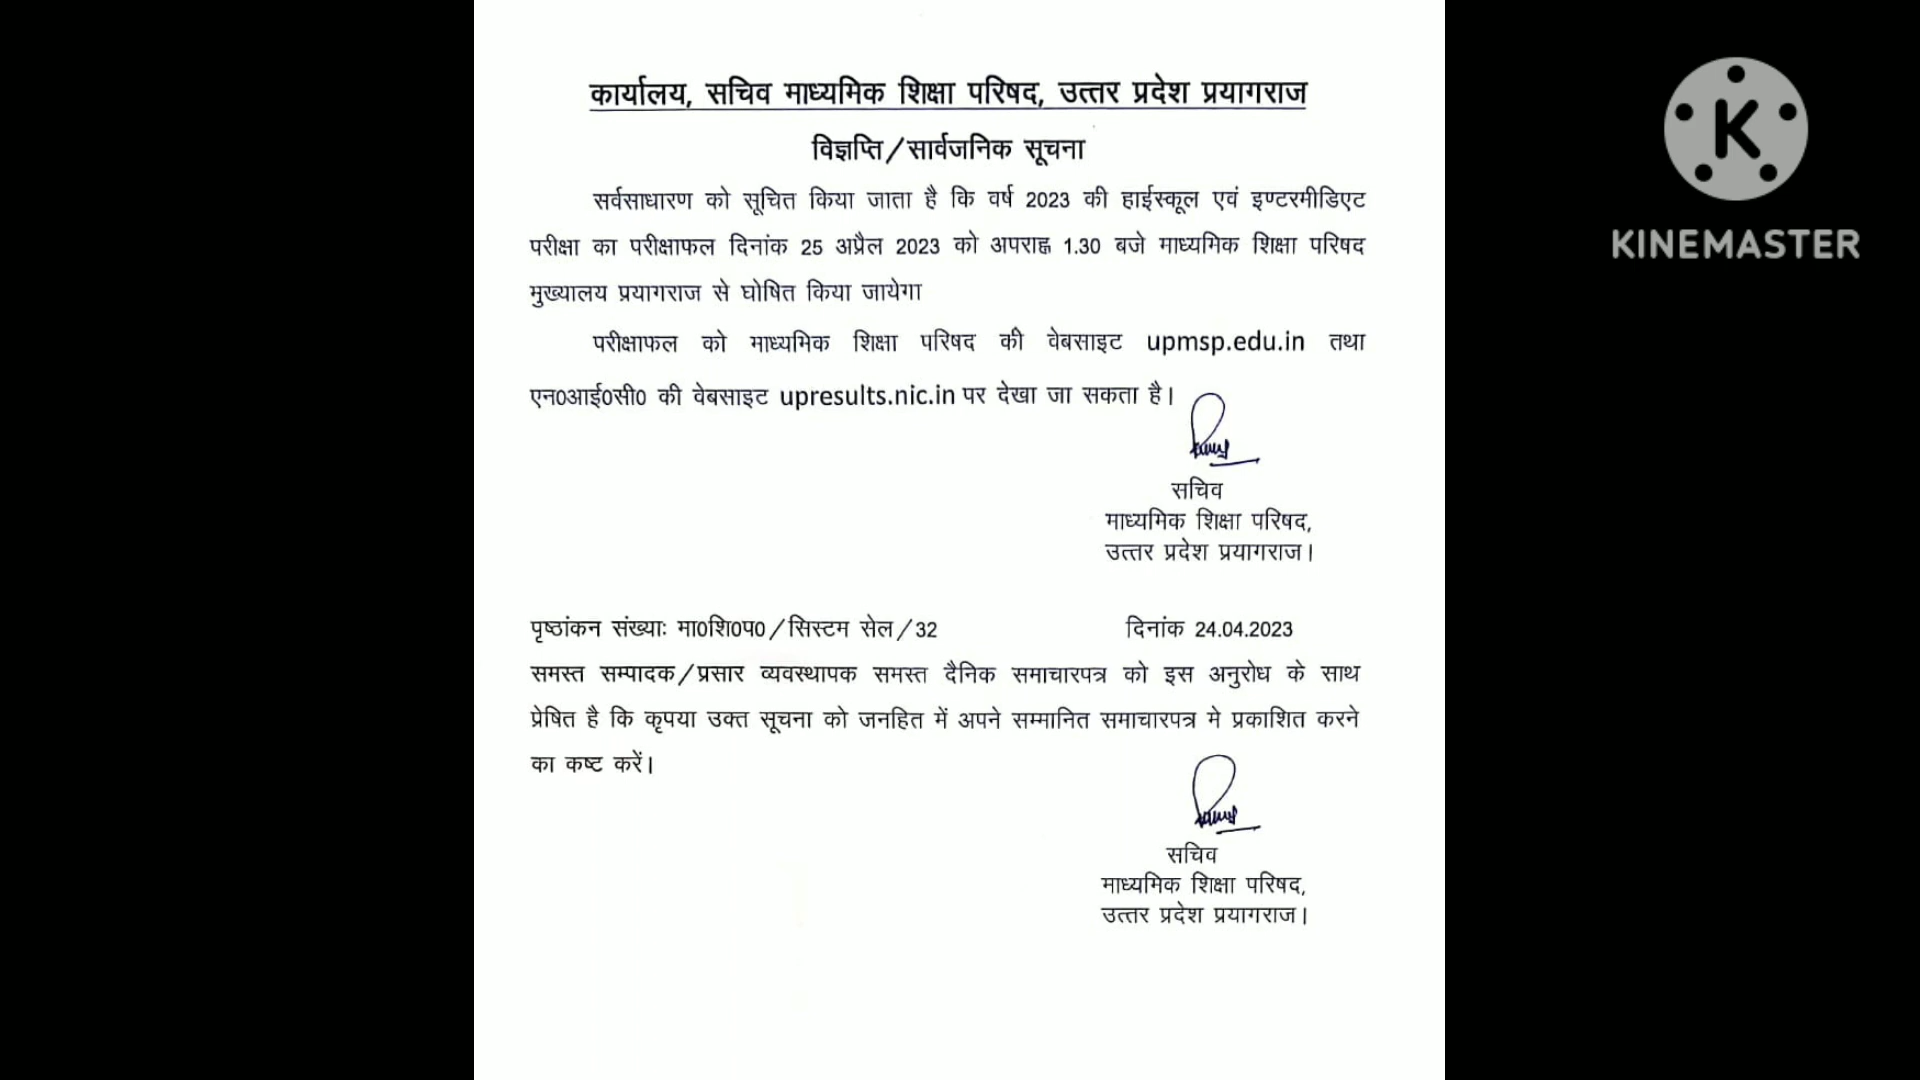 कार्यालय, सचिव माध्यमिक शिक्षा परिषद, उत्तर प्रदेश प्रयागराज
विज्ञप्ति/सार्वजनिक सूचना
सर्वसाधारण को सूचित किया जाता है कि वर्ष 2023 की हाईस्कूल एवं इण्टरमीडिएट
परीक्षा का परीक्षाफल दिनांक 25 अप्रैल 2023 को अपराह्न 1.30 बजे माध्यमिक शिक्षा परिषद
मुख्यालय प्रयागराज से घोषित किया जायेगा
परीक्षाफल को माध्यमिक शिक्षा परिषद की वेबसाइट upmsp.edu.in तथा
एन0आई0सी0 की वेबसाइट upresults.nic.in पर देखा जा सकता है।
सचिव
माध्यमिक शिक्षा परिषद,
उत्तर प्रदेश प्रयागराज।
पृष्ठांकन संख्याः मा0शि0प0/सिस्टम सेल/32 दिनांक 24.04.2023
समस्त सम्पादक/प्रसार व्यवस्थापक समस्त दैनिक समाचारपत्र को इस अनुरोध के साथ
प्रेषित है कि कृपया उक्त सूचना को जनहित में अपने सम्मानित समाचारपत्र मे प्रकाशित करने
का कष्ट करें।
सचिव
माध्यमिक शिक्षा परिषद,
उत्तर प्रदेश प्रयागराज।
K
KINEMASTER